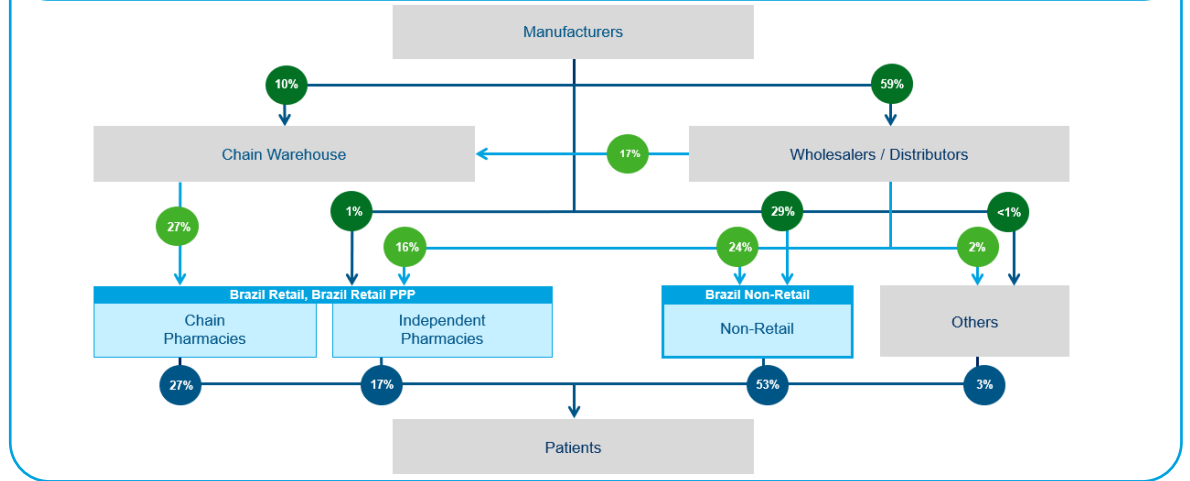 Manufacturers
10%
59%
Chain Warehouse
17%
Wholesalers / Distributors
27%
1%
29%
<1%
16%
24%
2%
Brazil Retail, Brazil Retail PPP
Brazil Non-Retail
Chain
Pharmacies
Independent
Pharmacies
Non-Retail
Others
27%
17%
53%
3%
Patients